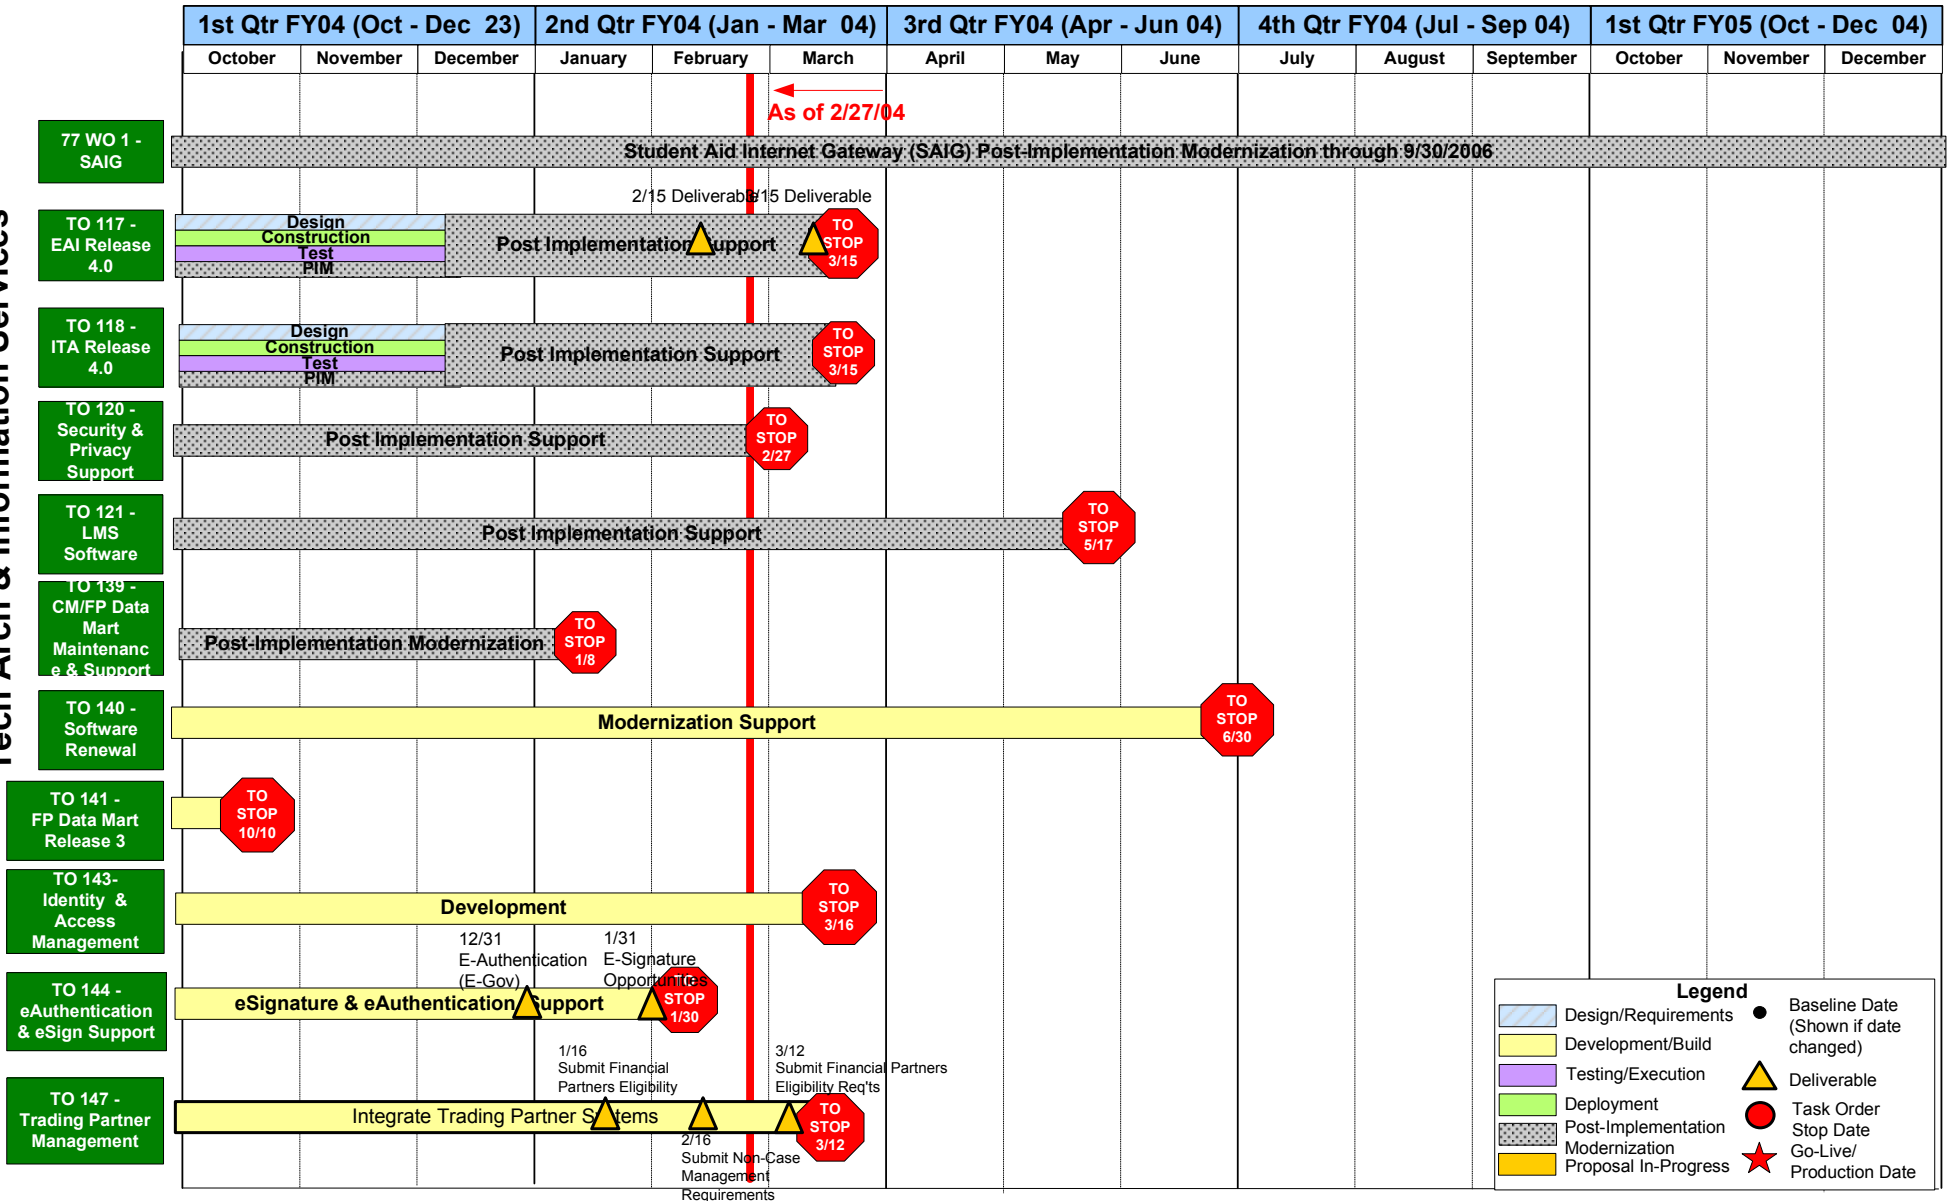 1st Qtr FY04 (Oct - Dec 23)
2nd Qtr FY04 (Jan - Mar 04)
3rd Qtr FY04 (Apr - Jun 04)
4th Qtr FY04 (Jul - Sep 04)
1st Qtr FY05 (Oct - Dec 04)
October
November
December
January
February
March
April
May
June
July
August
September
October
November
December
As of 2/27/04
Tech Arch & Information Services
77 WO 1 -
SAIG
Student Aid Internet Gateway (SAIG) Post-Implementation Modernization through 9/30/2006
2/15 Deliverable
3/15 Deliverable
TO 117 -
EAI Release
4.0
Design
Construction
Test
PIM
Post Implementation Support
TO
STOP
3/15
TO 118 -
ITA Release
4.0
Design
Construction
Test
PIM
Post Implementation Support
TO
STOP
3/15
TO 120 -
Security &
Privacy
Support
Post Implementation Support
TO
STOP
2/27
TO 121 -
LMS
Software
Post Implementation Support
TO
STOP
5/17
TO 139 -
CM/FP Data
Mart
Maintenanc
e & Support
Post-Implementation Modernization
TO
STOP
1/8
TO 140 -
Software
Renewal
Modernization Support
TO
STOP
6/30
TO 141 -
FP Data Mart
Release 3
TO
STOP
10/10
TO 143-
Identity &
Access
Management
Development
TO
STOP
3/16
12/31
E-Authentication
(E-Gov)
1/31
E-Signature
Opportunities
TO 144 -
eAuthentication
& eSign Support
eSignature & eAuthentication Support
TO
STOP
1/30
1/16
Submit Financial
Partners Eligibility
3/12
Submit Financial Partners
Eligibility Req'ts
TO 147 -
Trading Partner
Management
Integrate Trading Partner Systems
TO
STOP
3/12
2/16
Submit Non-Case
Management
Requirements
Legend
Design/Requirements
Development/Build
Testing/Execution
Deployment
Post-Implementation
Modernization
Proposal In-Progress
Baseline Date
(Shown if date
changed)
Deliverable
Task Order
Stop Date
Go-Live/
Production Date